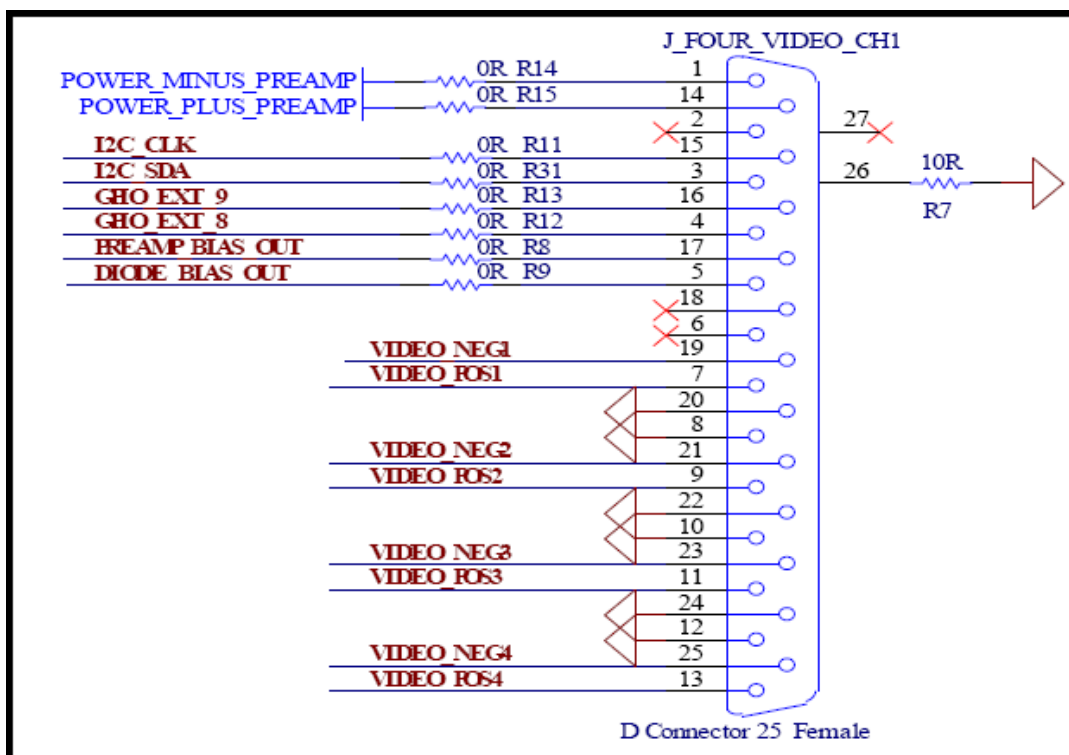 J_FOUR_VIDEO_CH1
POWER_MINUS_PREAMP 0R R14 1
POWER_PLUS_PREAMP 0R R15 14
2 27
I2C_CLK 0R R11 15
I2C_SDA 0R R31 3 26 10R
GHO_EXT_9 0R R13 16 R7
GHO_EXT_8 0R R12 4
PREAMP_BIAS_OUT 0R R8 17
DIODE_BIAS_OUT 0R R9 5
18
6
VIDEO_NEG1 19
VIDEO_POS1 7
20
8
VIDEO_NEG2 21
VIDEO_POS2 9
22
10
VIDEO_NEG3 23
VIDEO_POS3 11
24
12
VIDEO_NEG4 25
VIDEO_POS4 13
D Connector 25 Female